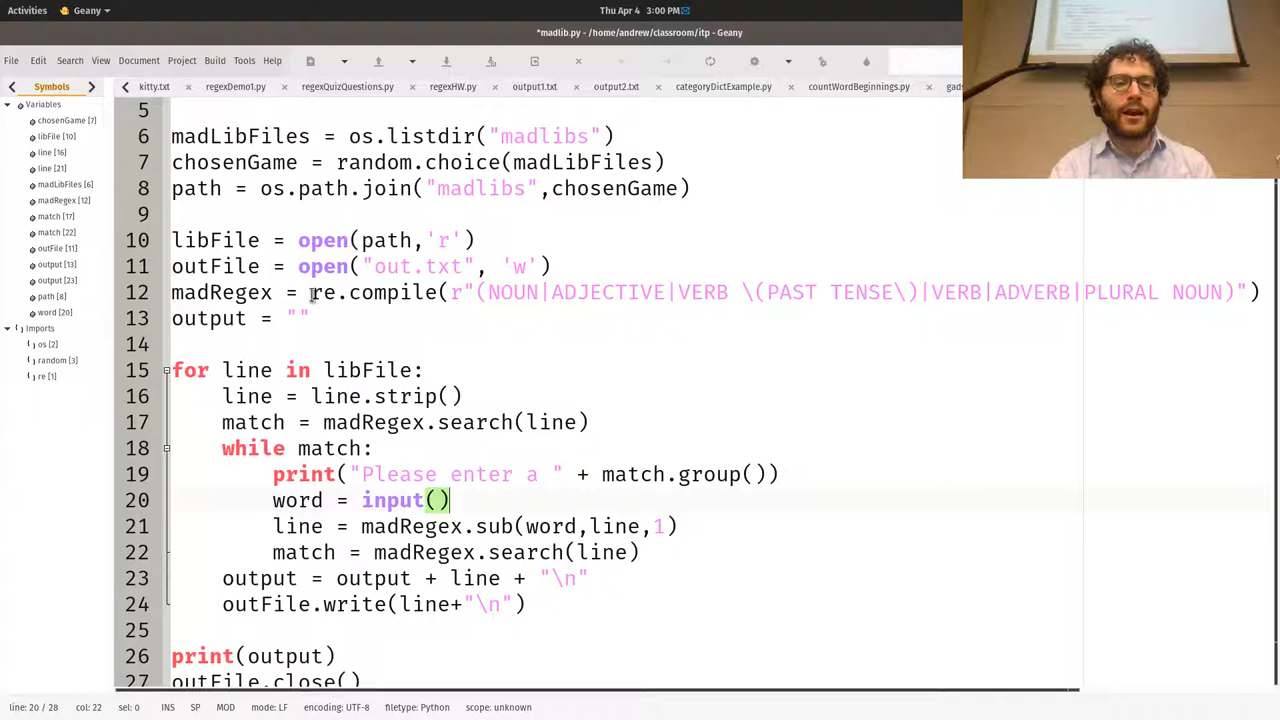 Activities
Geany
Thu Apr 4 3:00 PM
*madlib.py - /home/andrew/classroom/itp - Geany
File Edit Search View Document Project Build Tools Help
Symbols
kitty.txt regexDemo1.py regexQuizQuestions.py regexHW.py output1.txt output2.txt categoryDictExample.py countWordBeginnings.py gads
Variables
chosenGame [7]
libFile [10]
line [16]
line [21]
madLibFiles [6]
madRegex [12]
match [17]
match [22]
outFile [11]
output [13]
output [23]
path [8]
word [20]
Imports
os [2]
random [3]
re [1]
5
6 madLibFiles = os.listdir("madlibs")
7 chosenGame = random.choice(madLibFiles)
8 path = os.path.join("madlibs",chosenGame)
9
10 libFile = open(path,'r')
11 outFile = open("out.txt", 'w')
12 madRegex = re.compile(r"(NOUN|ADJECTIVE|VERB \(PAST TENSE\)|VERB|ADVERB|PLURAL NOUN)")
13 output = ""
14
15 for line in libFile:
16 line = line.strip()
17 match = madRegex.search(line)
18 while match:
19 print("Please enter a " + match.group())
20 word = input()
21 line = madRegex.sub(word,line,1)
22 match = madRegex.search(line)
23 output = output + line + "\n"
24 outFile.write(line+"\n")
25
26 print(output)
27 outFile.close()
line: 20 / 28 col: 22 sel: 0 INS SP MOD mode: LF encoding: UTF-8 filetype: Python scope: unknown